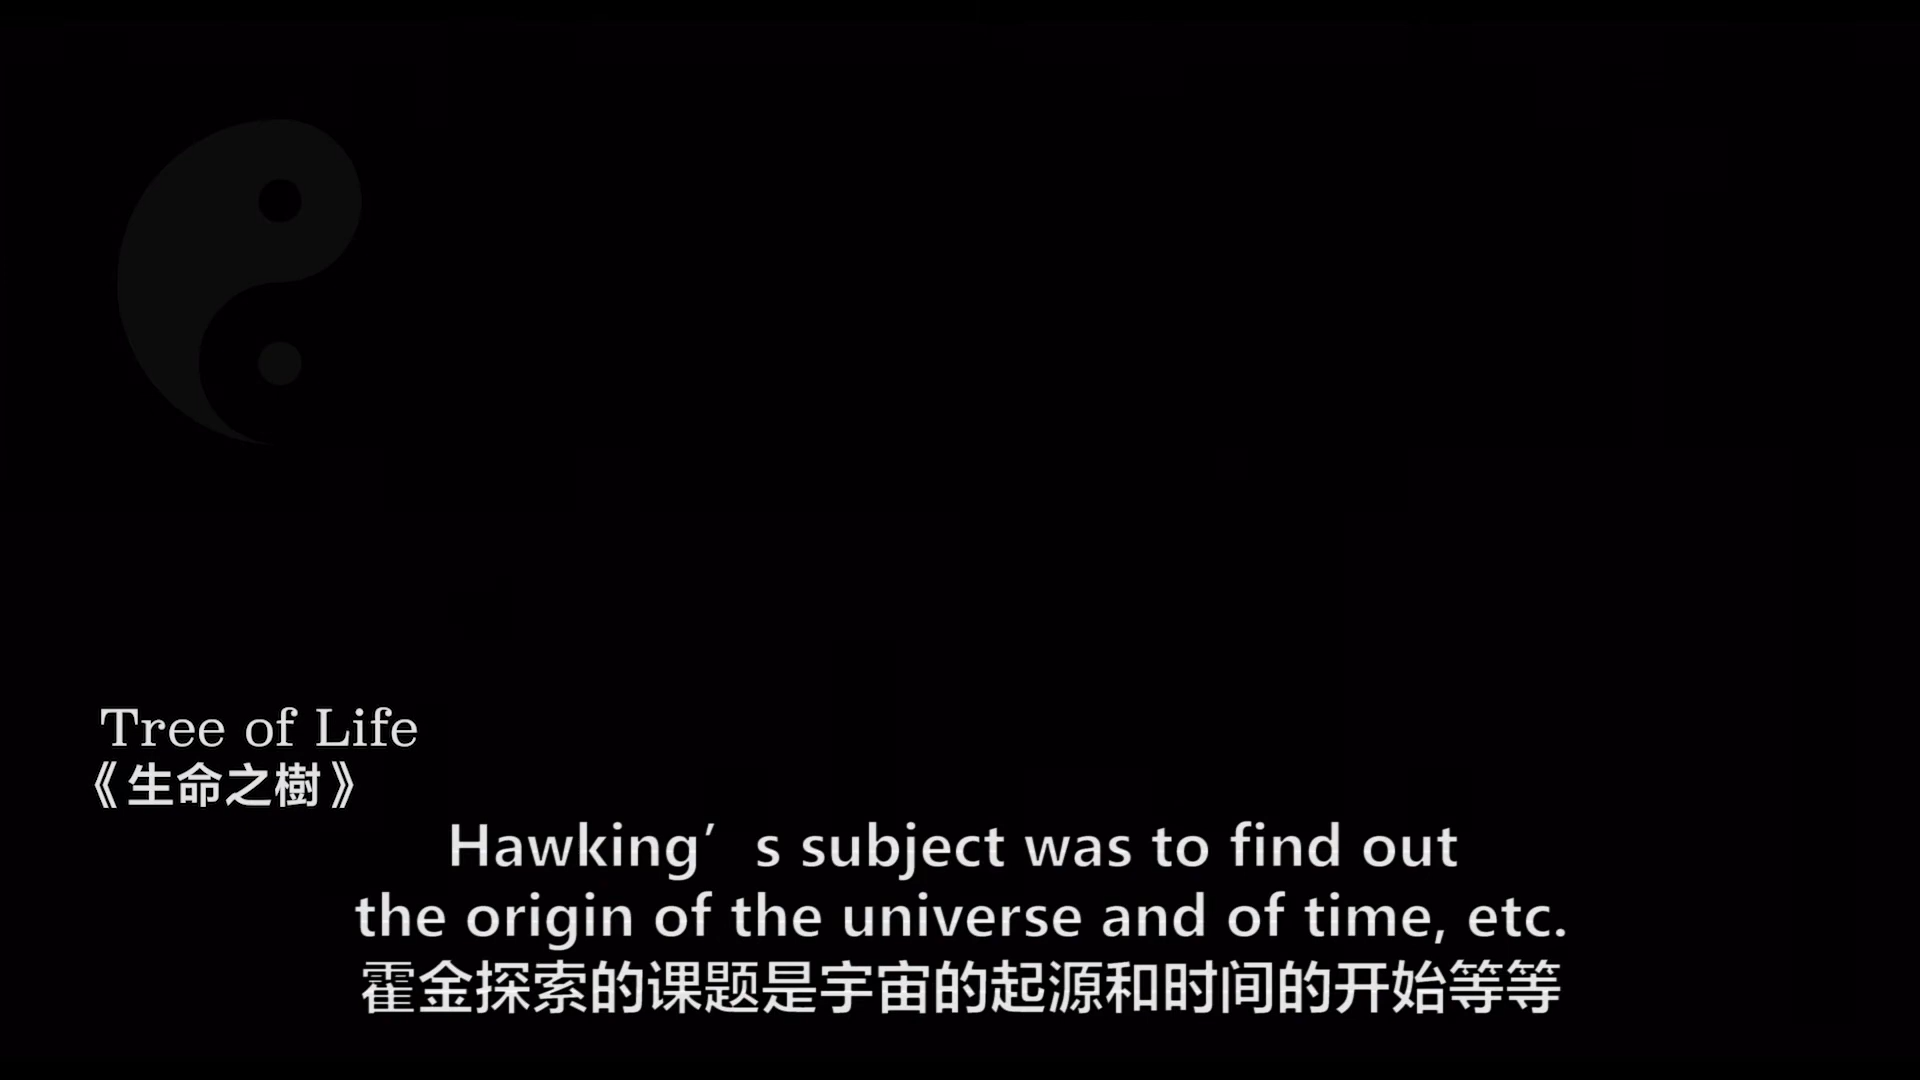 Tree of Life
《生命之樹》
Hawking’s subject was to find out
the origin of the universe and of time, etc.
霍金探索的课题是宇宙的起源和时间的开始等等